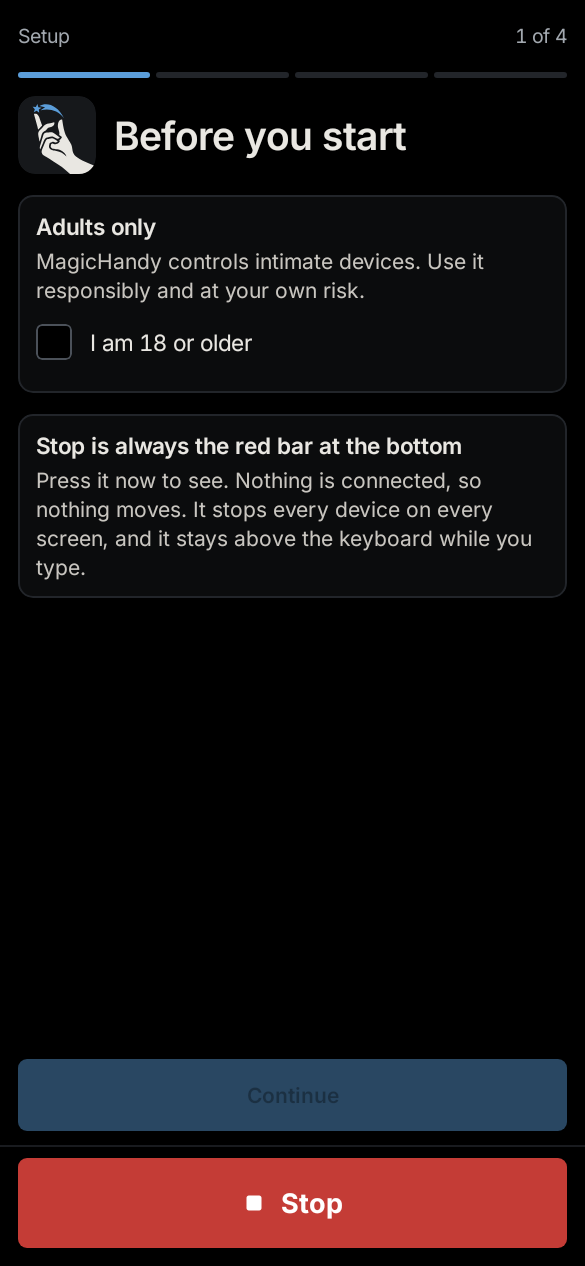 Setup
1 of 4
Before you start
Adults only
MagicHandy controls intimate devices. Use it
responsibly and at your own risk.
I am 18 or older
Stop is always the red bar at the bottom
Press it now to see. Nothing is connected, so
nothing moves. It stops every device on every
screen, and it stays above the keyboard while you
type.
Continue
Stop